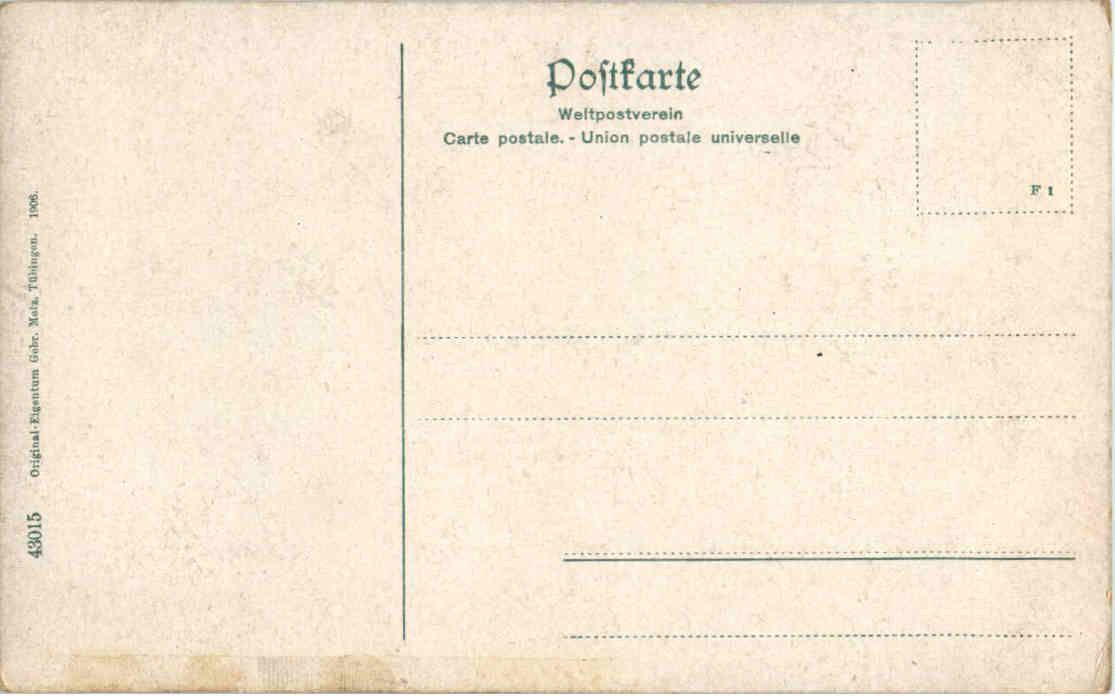 Postkarte
Weltpostverein
Carte postale. - Union postale universelle
F 1
43015 Original-Eigentum Gebr. Metz, Tübingen. 1906.